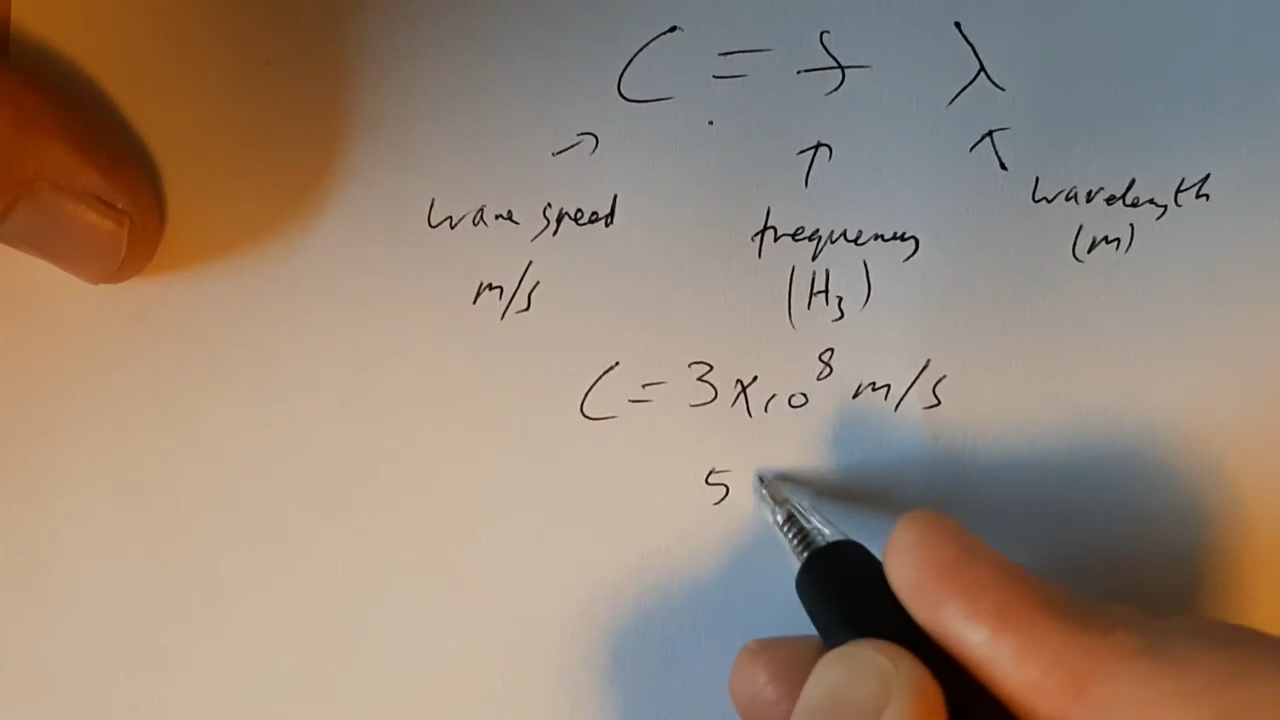 C = f λ
wave speed
m/s
frequency
(Hz)
wavelength
(m)
C = 3 x 10⁸ m/s
5